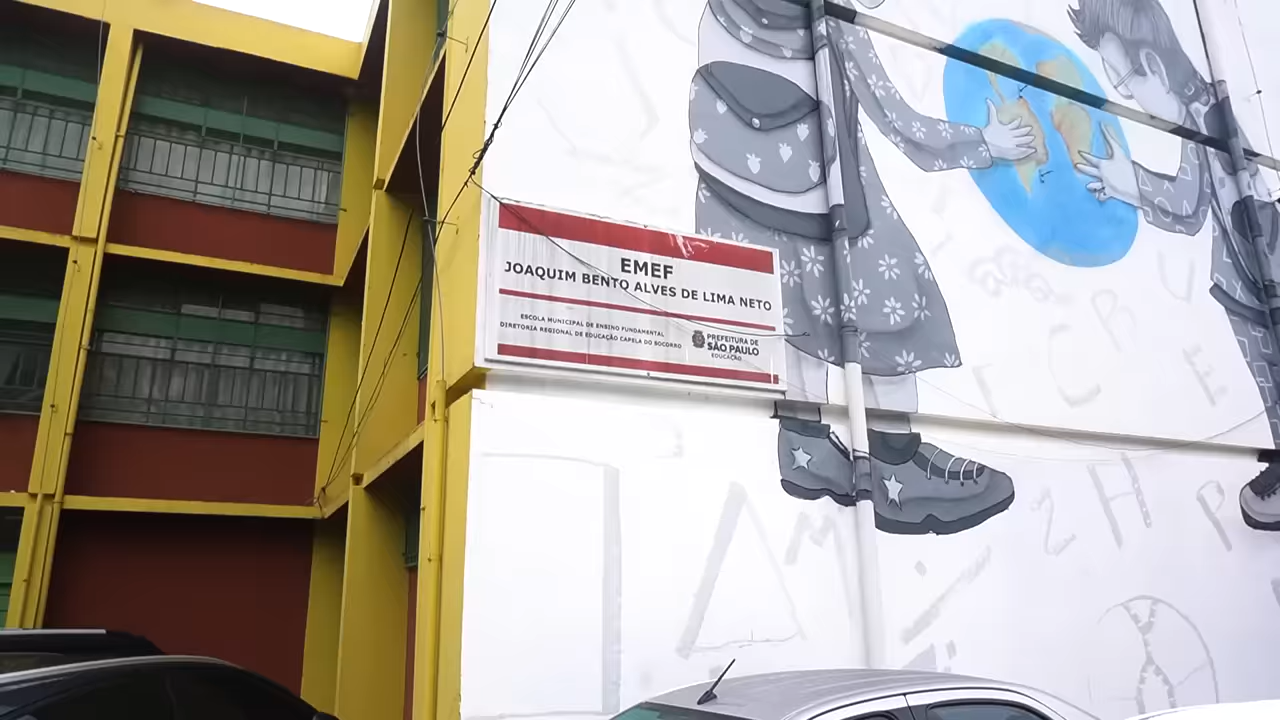 EMEF
JOAQUIM BENTO ALVES DE LIMA NETO
ESCOLA MUNICIPAL DE ENSINO FUNDAMENTAL
DIRETORIA REGIONAL DE EDUCAÇÃO CAPELA DO SOCORRO
PREFEITURA DE
SÃO PAULO
EDUCAÇÃO
U
I C R
E
A M Z H P